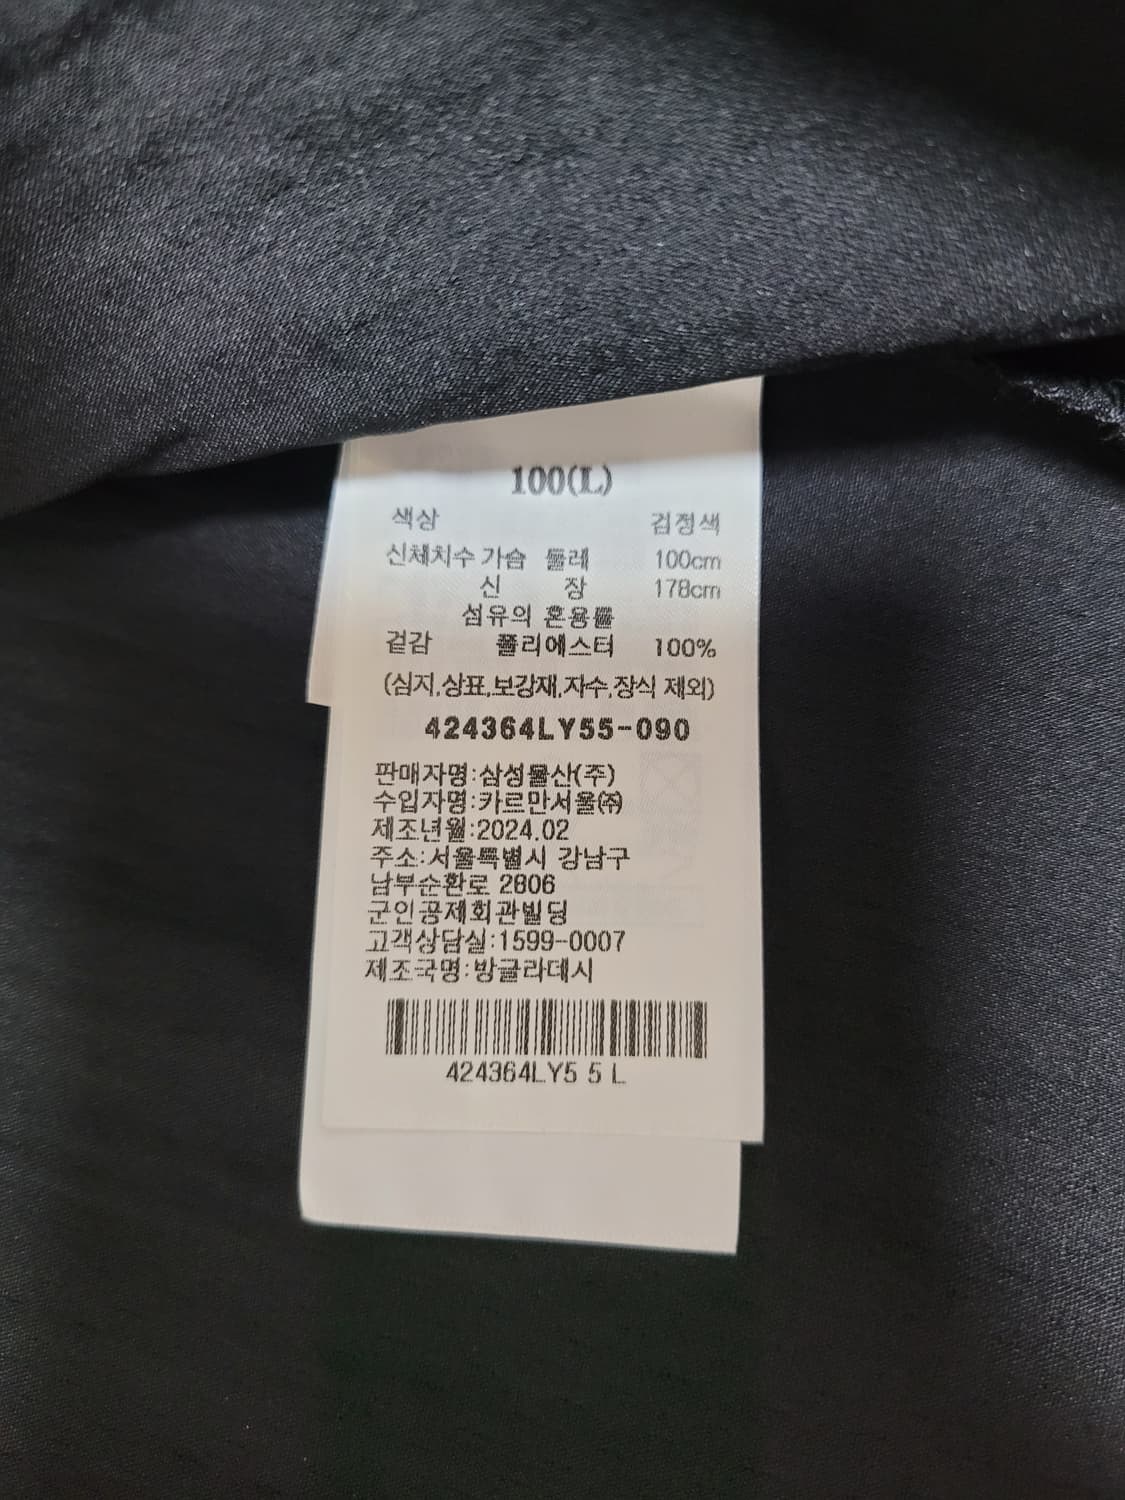 100(L)
색상 검정색
신체치수 가슴 둘레 100cm
신 장 178cm
섬유의 혼용률
겉감 폴리에스터 100%
(심지,상표,보강재,자수,장식 제외)
424364LY55-090
판매자명:삼성물산(주)
수입자명:카르만서울㈜
제조년월:2024.02
주소:서울특별시 강남구
남부순환로 2806
군인공제회관빌딩
고객상담실:1599-0007
제조국명:방글라데시
424364LY5 5 L